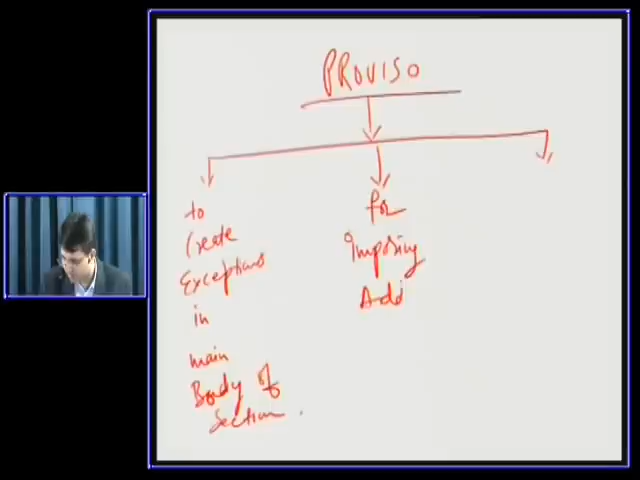 PROVISO
to
Create
Exceptions
in
main
Body of
Section.
for
Imposing
Add